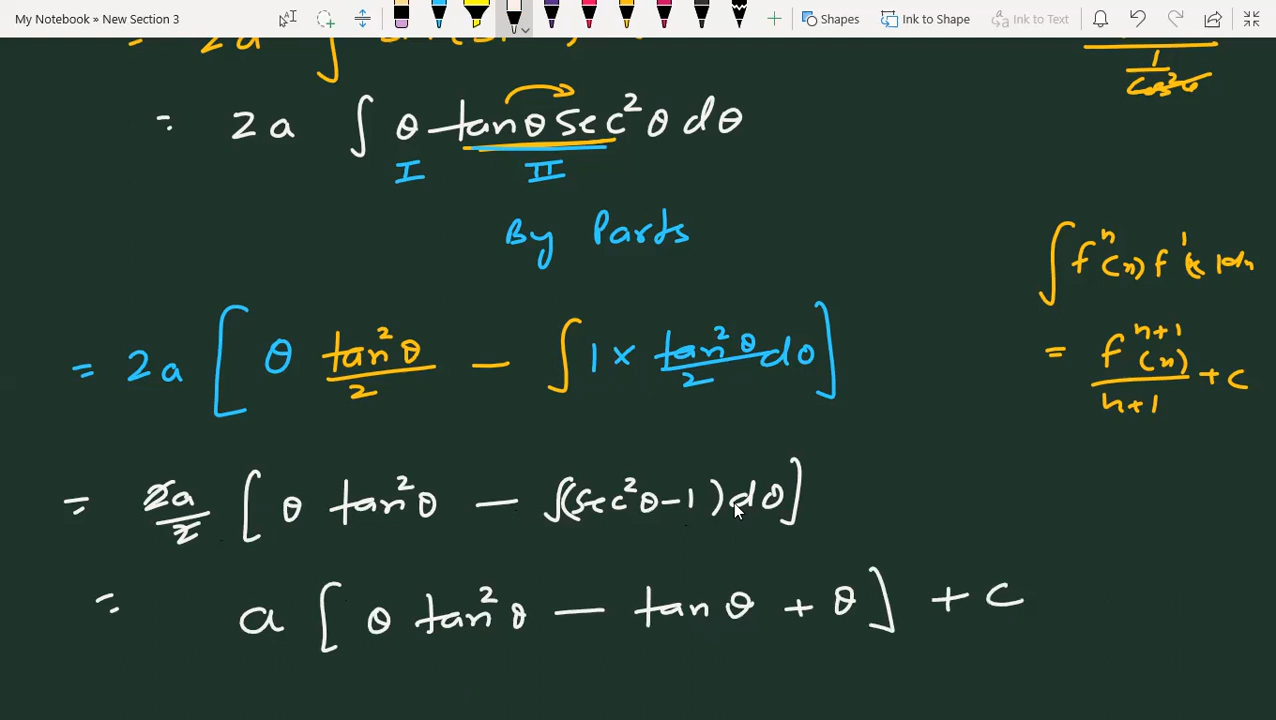 My Notebook » New Section 3
Shapes
Ink to Shape
Ink to Text
= 2a ∫
1
cos²θ
= 2a ∫ θ tanθ sec²θ dθ
I II
By Parts
∫ fⁿ(x) f'(x) dx
= fⁿ⁺¹(x) / n+1 + c
= 2a [ θ tan²θ/2 − ∫ 1 × tan²θ/2 dθ ]
= 2a/2 [ θ tan²θ − ∫(sec²θ−1)dθ ]
= a [ θ tan²θ − tanθ + θ ] + c